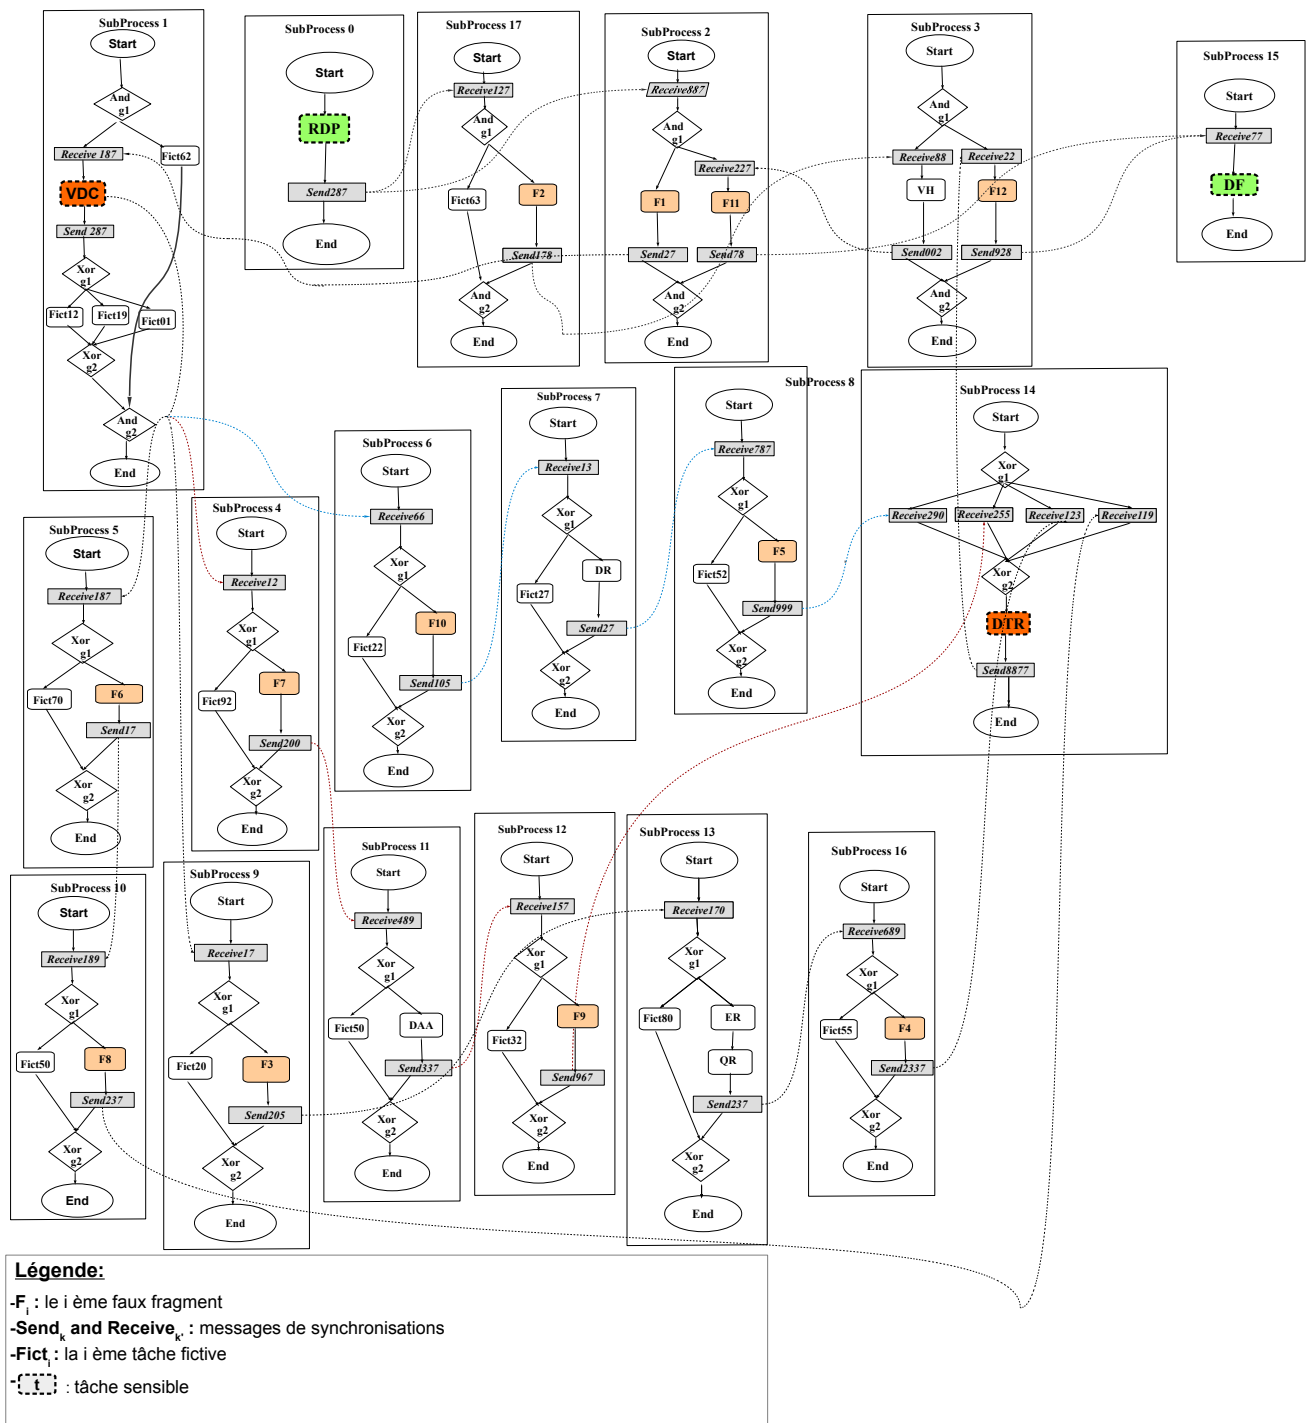 SubProcess 1
Start
And
g1
Receive 187
Fict62
VDC
Send 287
Xor
g1
Fict12
Fict19
Fict01
Xor
g2
And
g2
End
SubProcess 0
Start
RDP
Send287
End
SubProcess 17
Start
Receive127
And
g1
Fict63
F2
Send178
And
g2
End
SubProcess 2
Start
Receive887
And
g1
Receive227
F1
F11
Send27
Send78
And
g2
End
SubProcess 3
Start
And
g1
Receive88
Receive22
VH
F12
Send002
Send928
And
g2
End
SubProcess 15
Start
Receive77
DF
End
SubProcess 5
Start
Receive187
Xor
g1
Fict70
F6
Send17
Xor
g2
End
SubProcess 4
Start
Receive12
Xor
g1
Fict92
F7
Send200
Xor
g2
End
SubProcess 6
Start
Receive66
Xor
g1
Fict22
F10
Send105
Xor
g2
End
SubProcess 7
Start
Receive13
Xor
g1
Fict27
DR
Send27
Xor
g2
End
SubProcess 8
Start
Receive787
Xor
g1
Fict52
F5
Send999
Xor
g2
End
SubProcess 14
Start
Xor
g1
Receive290
Receive255
Receive123
Receive119
Xor
g2
DTR
Send8877
End
SubProcess 10
Start
Receive189
Xor
g1
Fict50
F8
Send237
Xor
g2
End
SubProcess 9
Start
Receive17
Xor
g1
Fict20
F3
Send205
Xor
g2
End
SubProcess 11
Start
Receive489
Xor
g1
Fict50
DAA
Send337
Xor
g2
End
SubProcess 12
Start
Receive157
Xor
g1
Fict32
F9
Send967
Xor
g2
End
SubProcess 13
Start
Receive170
Xor
g1
Fict80
ER
QR
Send237
Xor
g2
End
SubProcess 16
Start
Receive689
Xor
g1
Fict55
F4
Send2337
Xor
g2
End
Légende:
-Fi : le i ème faux fragment
-Sendk and Receivek' : messages de synchronisations
-Ficti : la i ème tâche fictive
- t : tâche sensible